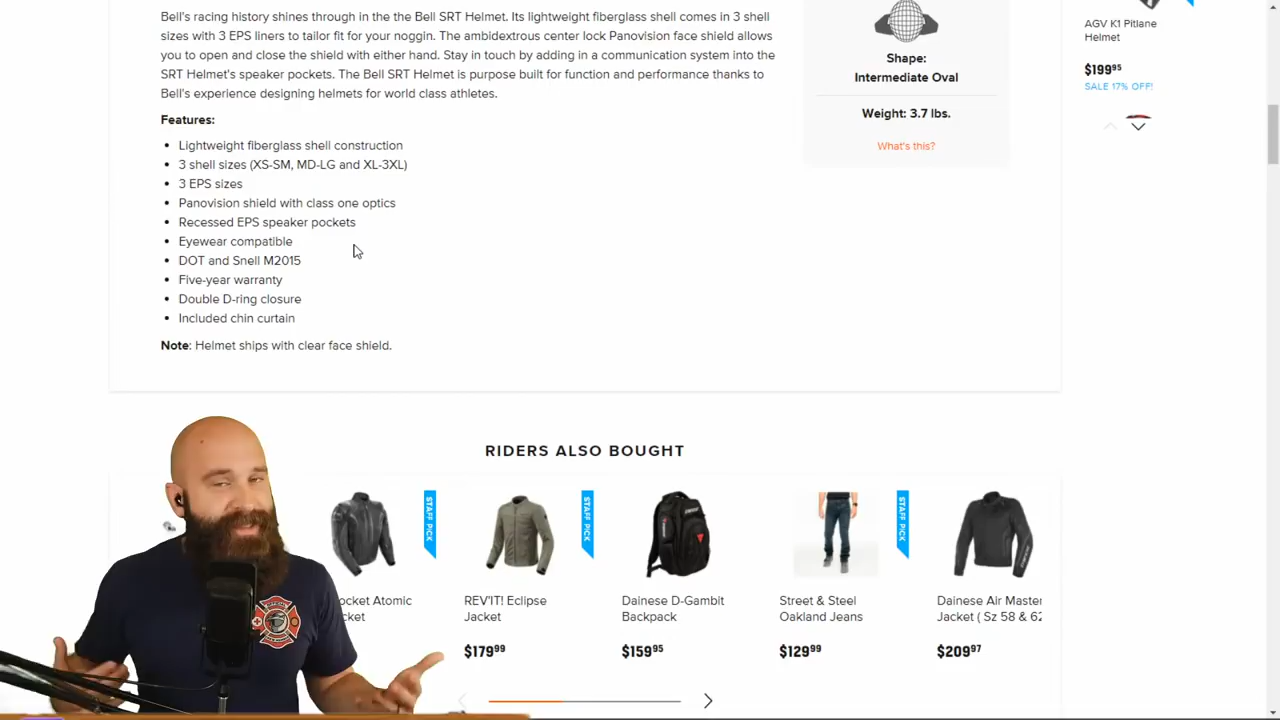 Bell's racing history shines through in the the Bell SRT Helmet. Its lightweight fiberglass shell comes in 3 shell
sizes with 3 EPS liners to tailor fit for your noggin. The ambidextrous center lock Panovision face shield allows
you to open and close the shield with either hand. Stay in touch by adding in a communication system into the
SRT Helmet's speaker pockets. The Bell SRT Helmet is purpose built for function and performance thanks to
Bell's experience designing helmets for world class athletes.
Features:
Lightweight fiberglass shell construction
3 shell sizes (XS-SM, MD-LG and XL-3XL)
3 EPS sizes
Panovision shield with class one optics
Recessed EPS speaker pockets
Eyewear compatible
DOT and Snell M2015
Five-year warranty
Double D-ring closure
Included chin curtain
Note: Helmet ships with clear face shield.
Shape:
Intermediate Oval
Weight: 3.7 lbs.
What's this?
AGV K1 Pitlane
Helmet
$199.95
SALE 17% OFF!
RIDERS ALSO BOUGHT
STAFF PICK
STAFF PICK
STAFF PICK
ocket Atomic
cket
REV'IT! Eclipse
Jacket
$179.99
Dainese D-Gambit
Backpack
$159.95
Street & Steel
Oakland Jeans
$129.99
Dainese Air Master
Jacket ( Sz 58 & 62
$209.97